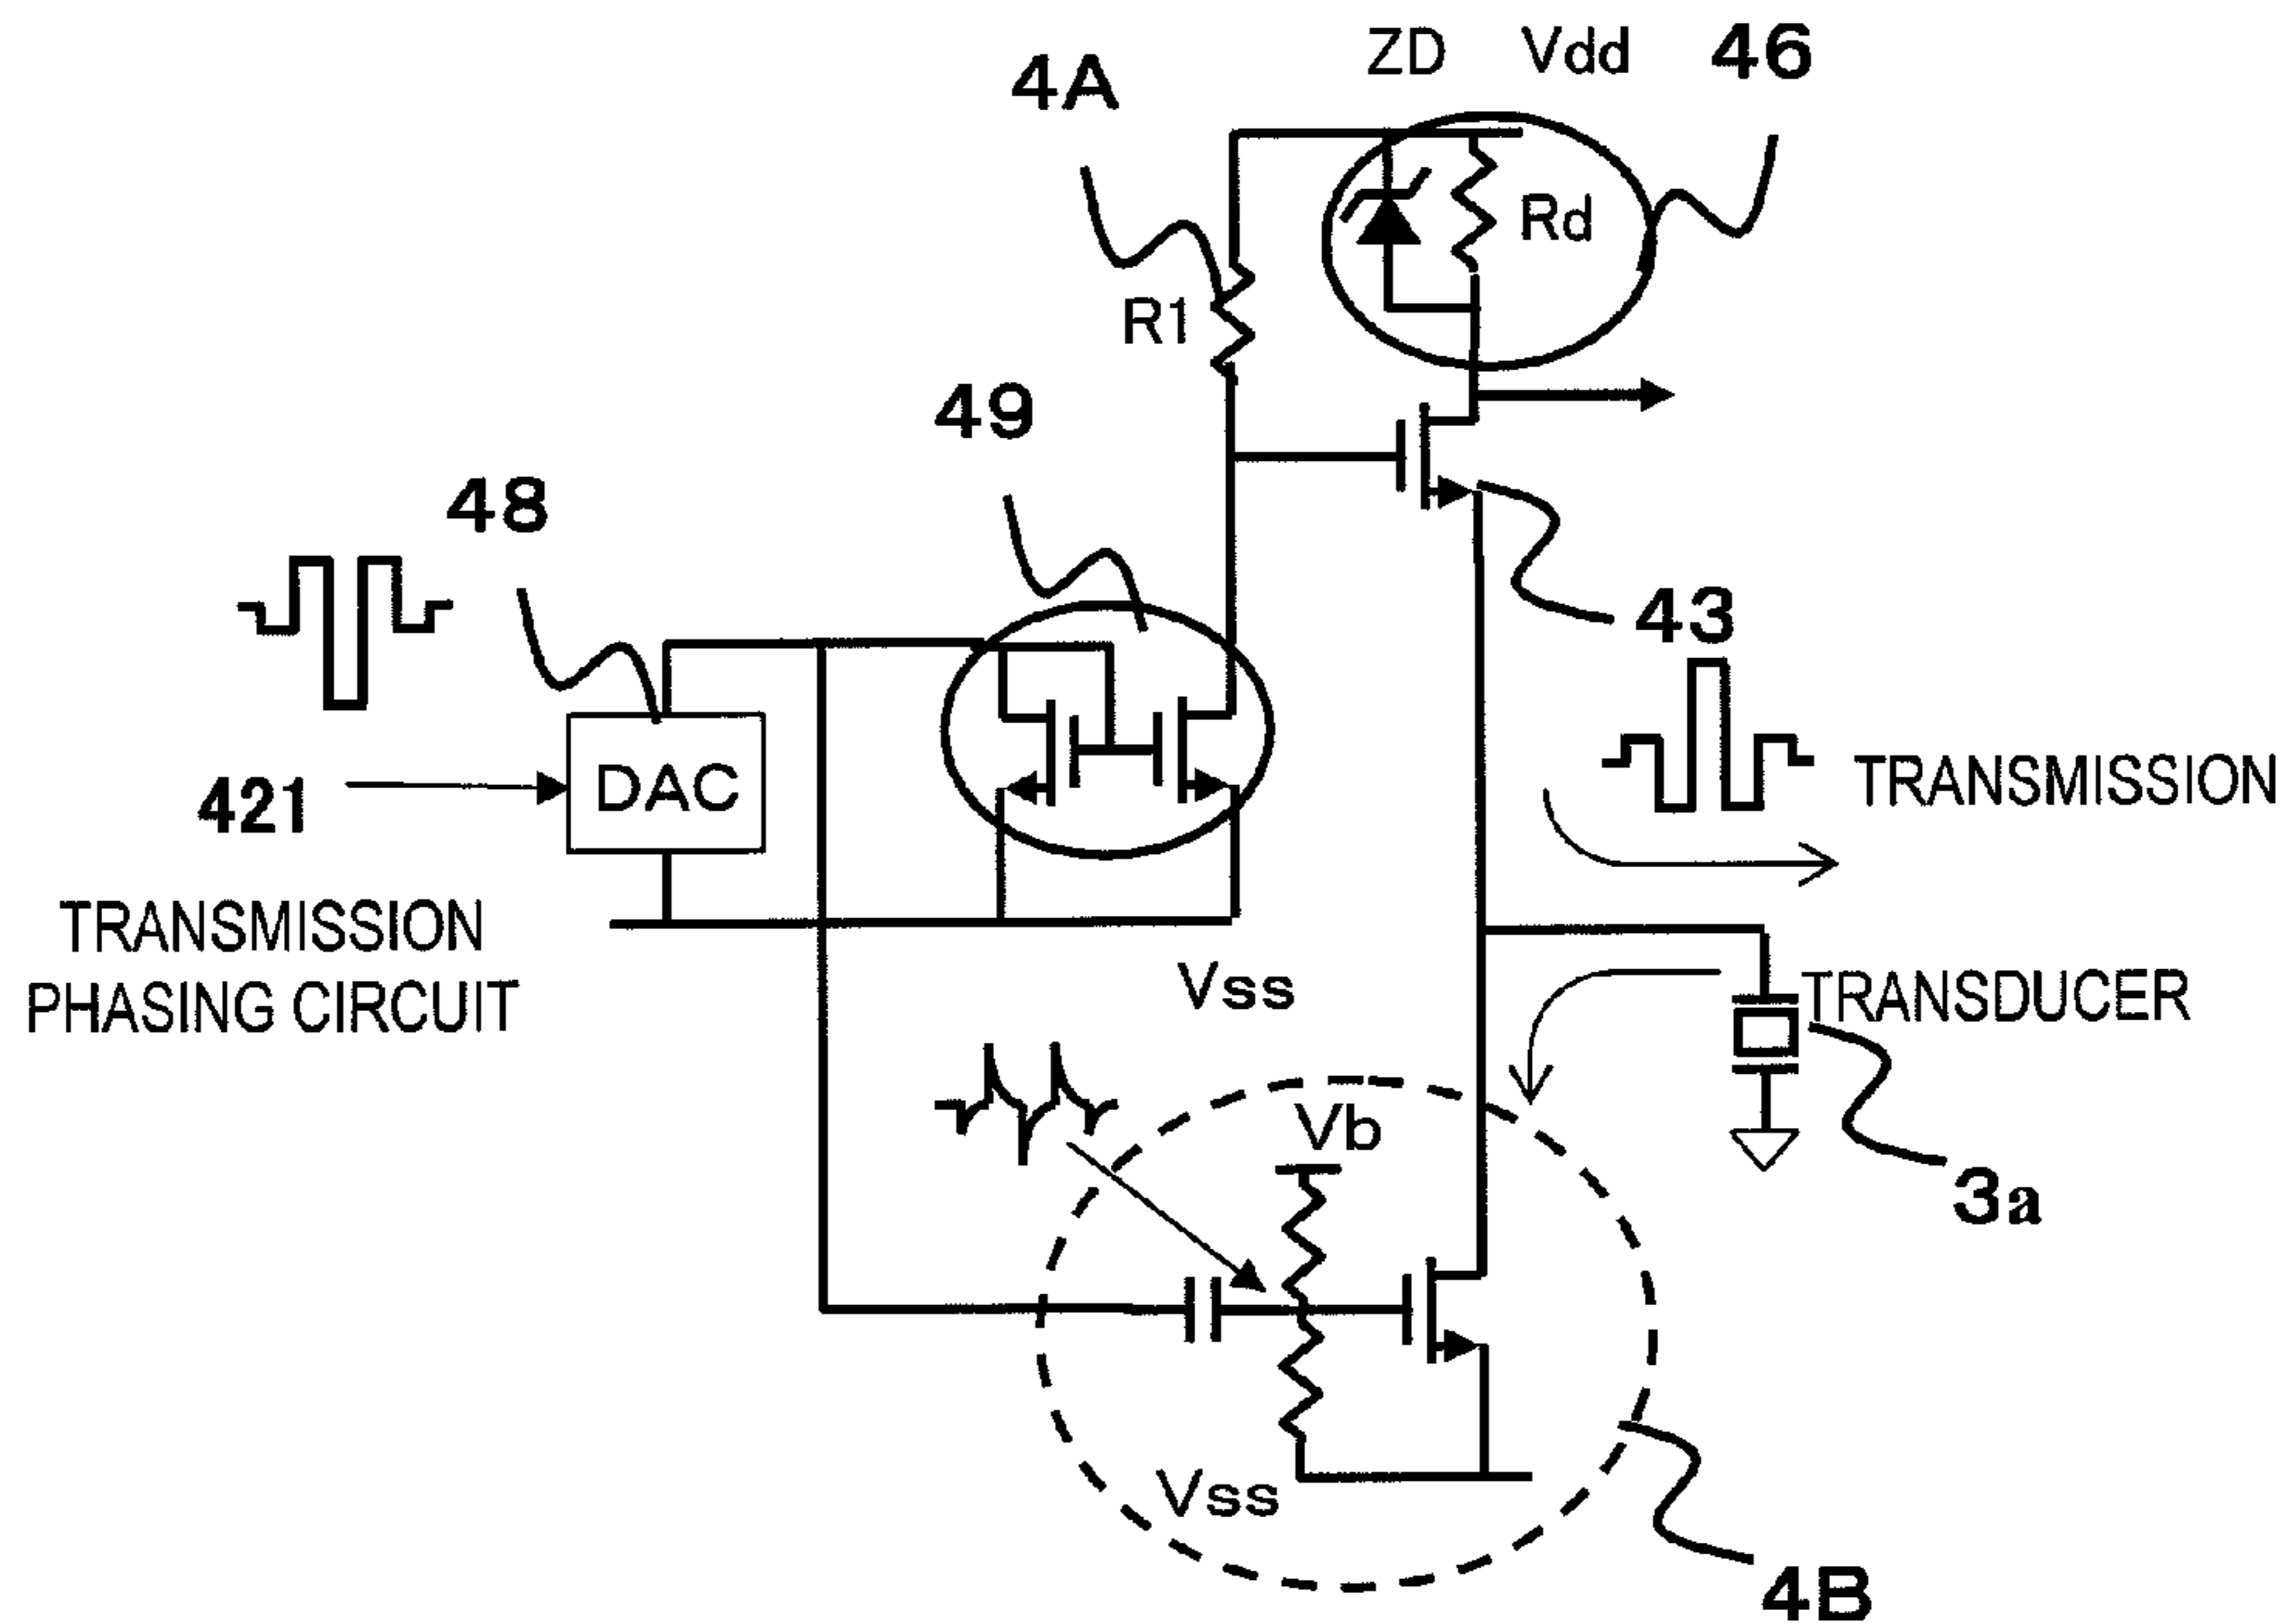 ZD Vdd 46
4A
Rd
R1
49
48
43
DAC
421
TRANSMISSION
TRANSMISSION
PHASING CIRCUIT
Vss
TRANSDUCER
Vb
3a
Vss
4B